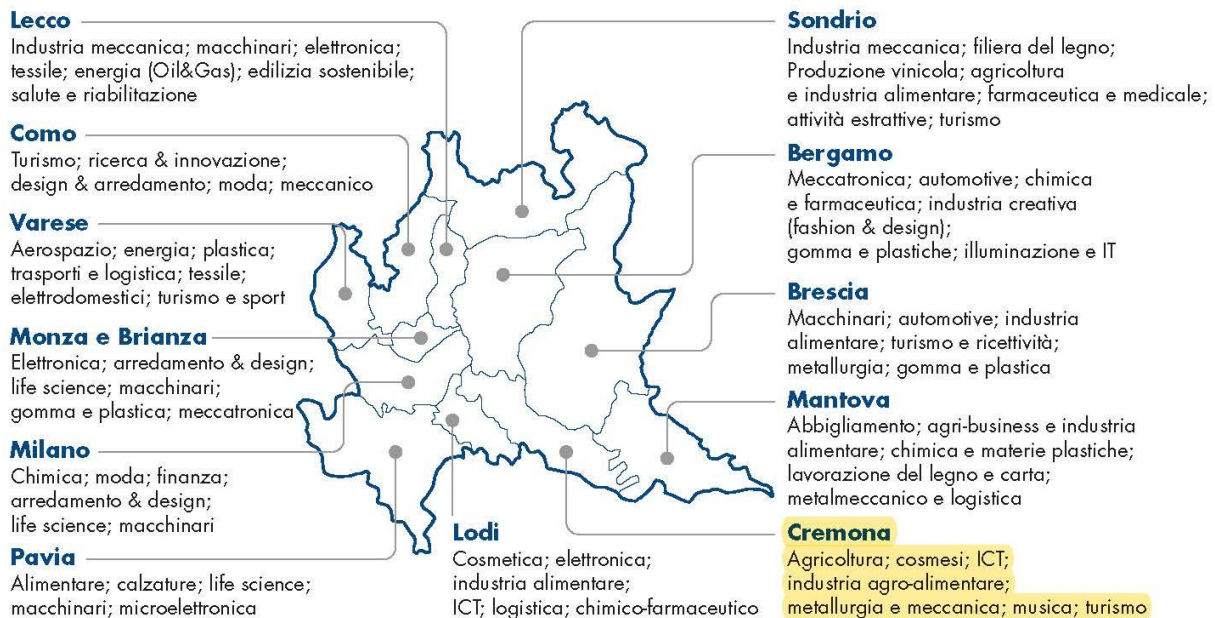 Lecco
Industria meccanica; macchinari; elettronica;
tessile; energia (Oil&Gas); edilizia sostenibile;
salute e riabilitazione
Como
Turismo; ricerca & innovazione;
design & arredamento; moda; meccanico
Varese
Aerospazio; energia; plastica;
trasporti e logistica; tessile;
elettrodomestici; turismo e sport
Monza e Brianza
Elettronica; arredamento & design;
life science; macchinari;
gomma e plastica; meccatronica
Milano
Chimica; moda; finanza;
arredamento & design;
life science; macchinari
Pavia
Alimentare; calzature; life science;
macchinari; microelettronica
Lodi
Cosmetica; elettronica;
industria alimentare;
ICT; logistica; chimico-farmaceutico
Sondrio
Industria meccanica; filiera del legno;
Produzione vinicola; agricoltura
e industria alimentare; farmaceutica e medicale;
attività estrattive; turismo
Bergamo
Meccatronica; automotive; chimica
e farmaceutica; industria creativa
(fashion & design);
gomma e plastiche; illuminazione e IT
Brescia
Macchinari; automotive; industria
alimentare; turismo e ricettività;
metallurgia; gomma e plastica
Mantova
Abbigliamento; agri-business e industria
alimentare; chimica e materie plastiche;
lavorazione del legno e carta;
metalmeccanico e logistica
Cremona
Agricoltura; cosmesi; ICT;
industria agro-alimentare;
metallurgia e meccanica; musica; turismo